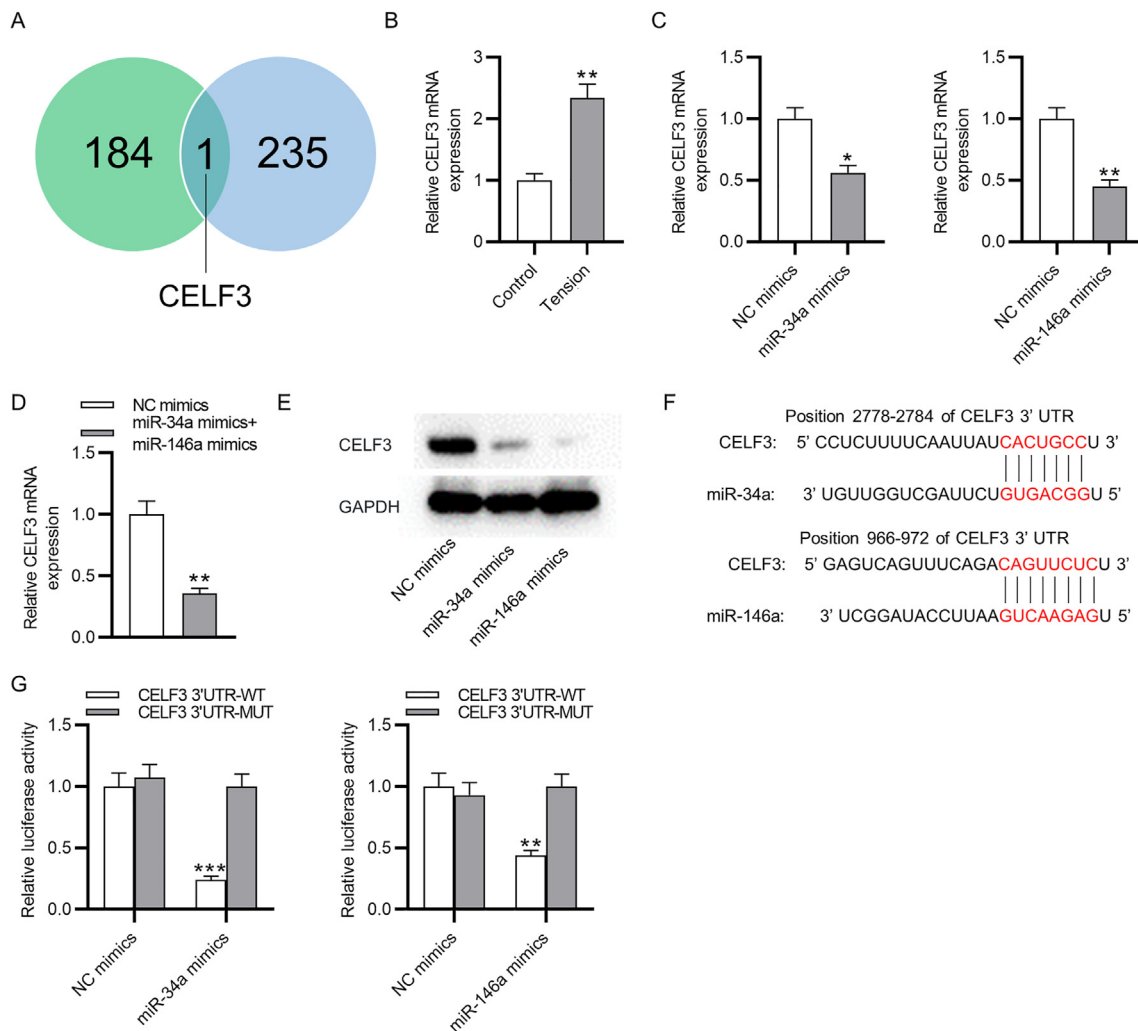 A
184
1
235
CELF3
B
Relative CELF3 mRNA
expression
3
2
1
0
**
Control
Tension
C
Relative CELF3 mRNA
expression
1.5
1.0
0.5
0.0
*
NC mimics
miR-34a mimics
Relative CELF3 mRNA
expression
1.5
1.0
0.5
0.0
**
NC mimics
miR-146a mimics
D
NC mimics
miR-34a mimics+
miR-146a mimics
Relative CELF3 mRNA
expression
1.5
1.0
0.5
0.0
**
E
CELF3
GAPDH
NC mimics
miR-34a mimics
miR-146a mimics
F
Position 2778-2784 of CELF3 3' UTR
CELF3: 5' CCUCUUUUCAAUUAUCACUGCCU 3'
miR-34a: 3' UGUUGGUCGAUUCUGUGACGGU 5'
Position 966-972 of CELF3 3' UTR
CELF3: 5' GAGUCAGUUUCAGACAGUUCUCU 3'
miR-146a: 3' UCGGAUACCUUAAGUCAAGAGU 5'
G
CELF3 3'UTR-WT
CELF3 3'UTR-MUT
Relative luciferase activity
1.5
1.0
0.5
0.0
***
NC mimics
miR-34a mimics
CELF3 3'UTR-WT
CELF3 3'UTR-MUT
Relative luciferase activity
1.5
1.0
0.5
0.0
**
NC mimics
miR-146a mimics